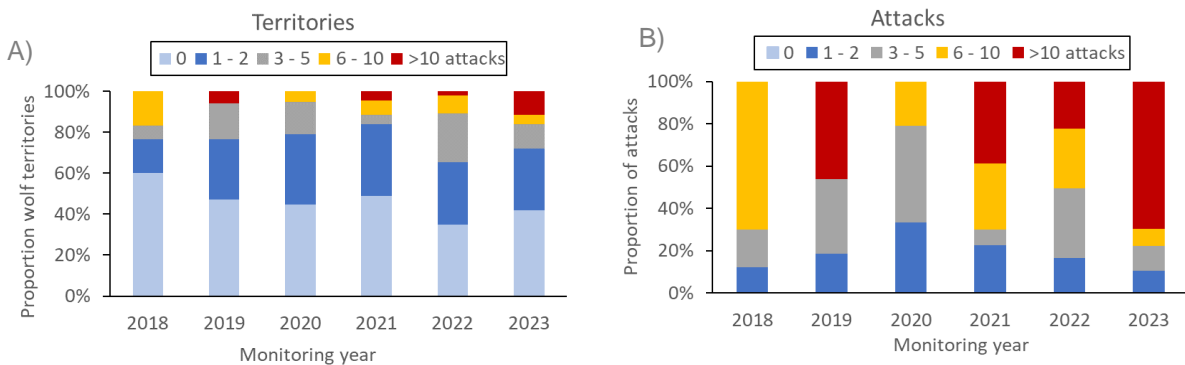 Territories
A)
0 1 - 2 3 - 5 6 - 10 >10 attacks
Proportion wolf territories
100%
80%
60%
40%
20%
0%
2018 2019 2020 2021 2022 2023
Monitoring year
Attacks
B)
0 1 - 2 3 - 5 6 - 10 >10 attacks
Proportion of attacks
100%
80%
60%
40%
20%
0%
2018 2019 2020 2021 2022 2023
Monitoring year